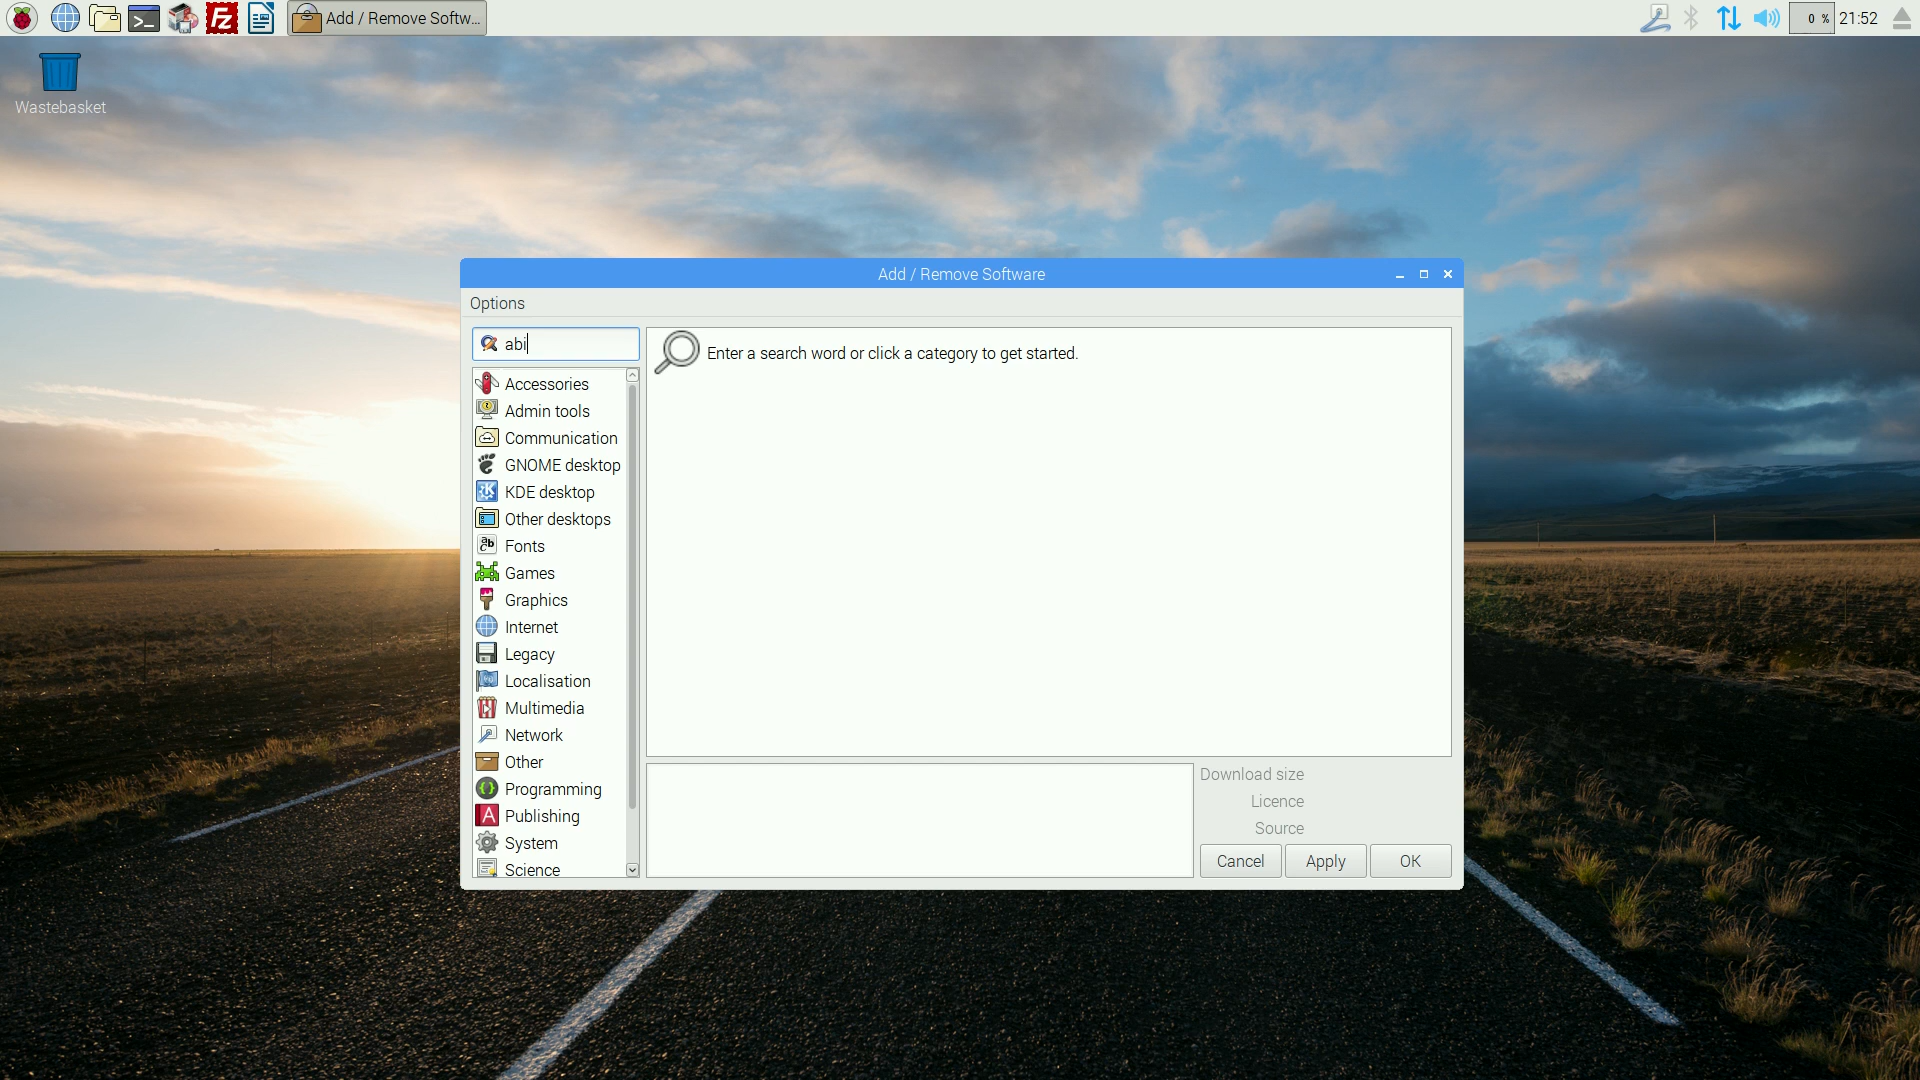 Add / Remove Softw...
0 %
21:52
Wastebasket
Add / Remove Software
Options
abi
Enter a search word or click a category to get started.
Accessories
Admin tools
Communication
GNOME desktop
KDE desktop
Other desktops
Fonts
Games
Graphics
Internet
Legacy
Localisation
Multimedia
Network
Other
Programming
Publishing
System
Science
Download size
Licence
Source
Cancel
Apply
OK